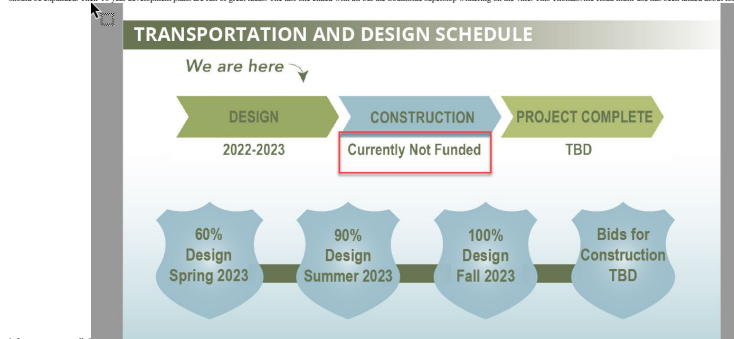 TRANSPORTATION AND DESIGN SCHEDULE
We are here
DESIGN
CONSTRUCTION
PROJECT COMPLETE
2022-2023
Currently Not Funded
TBD
60%
Design
Spring 2023
90%
Design
Summer 2023
100%
Design
Fall 2023
Bids for
Construction
TBD